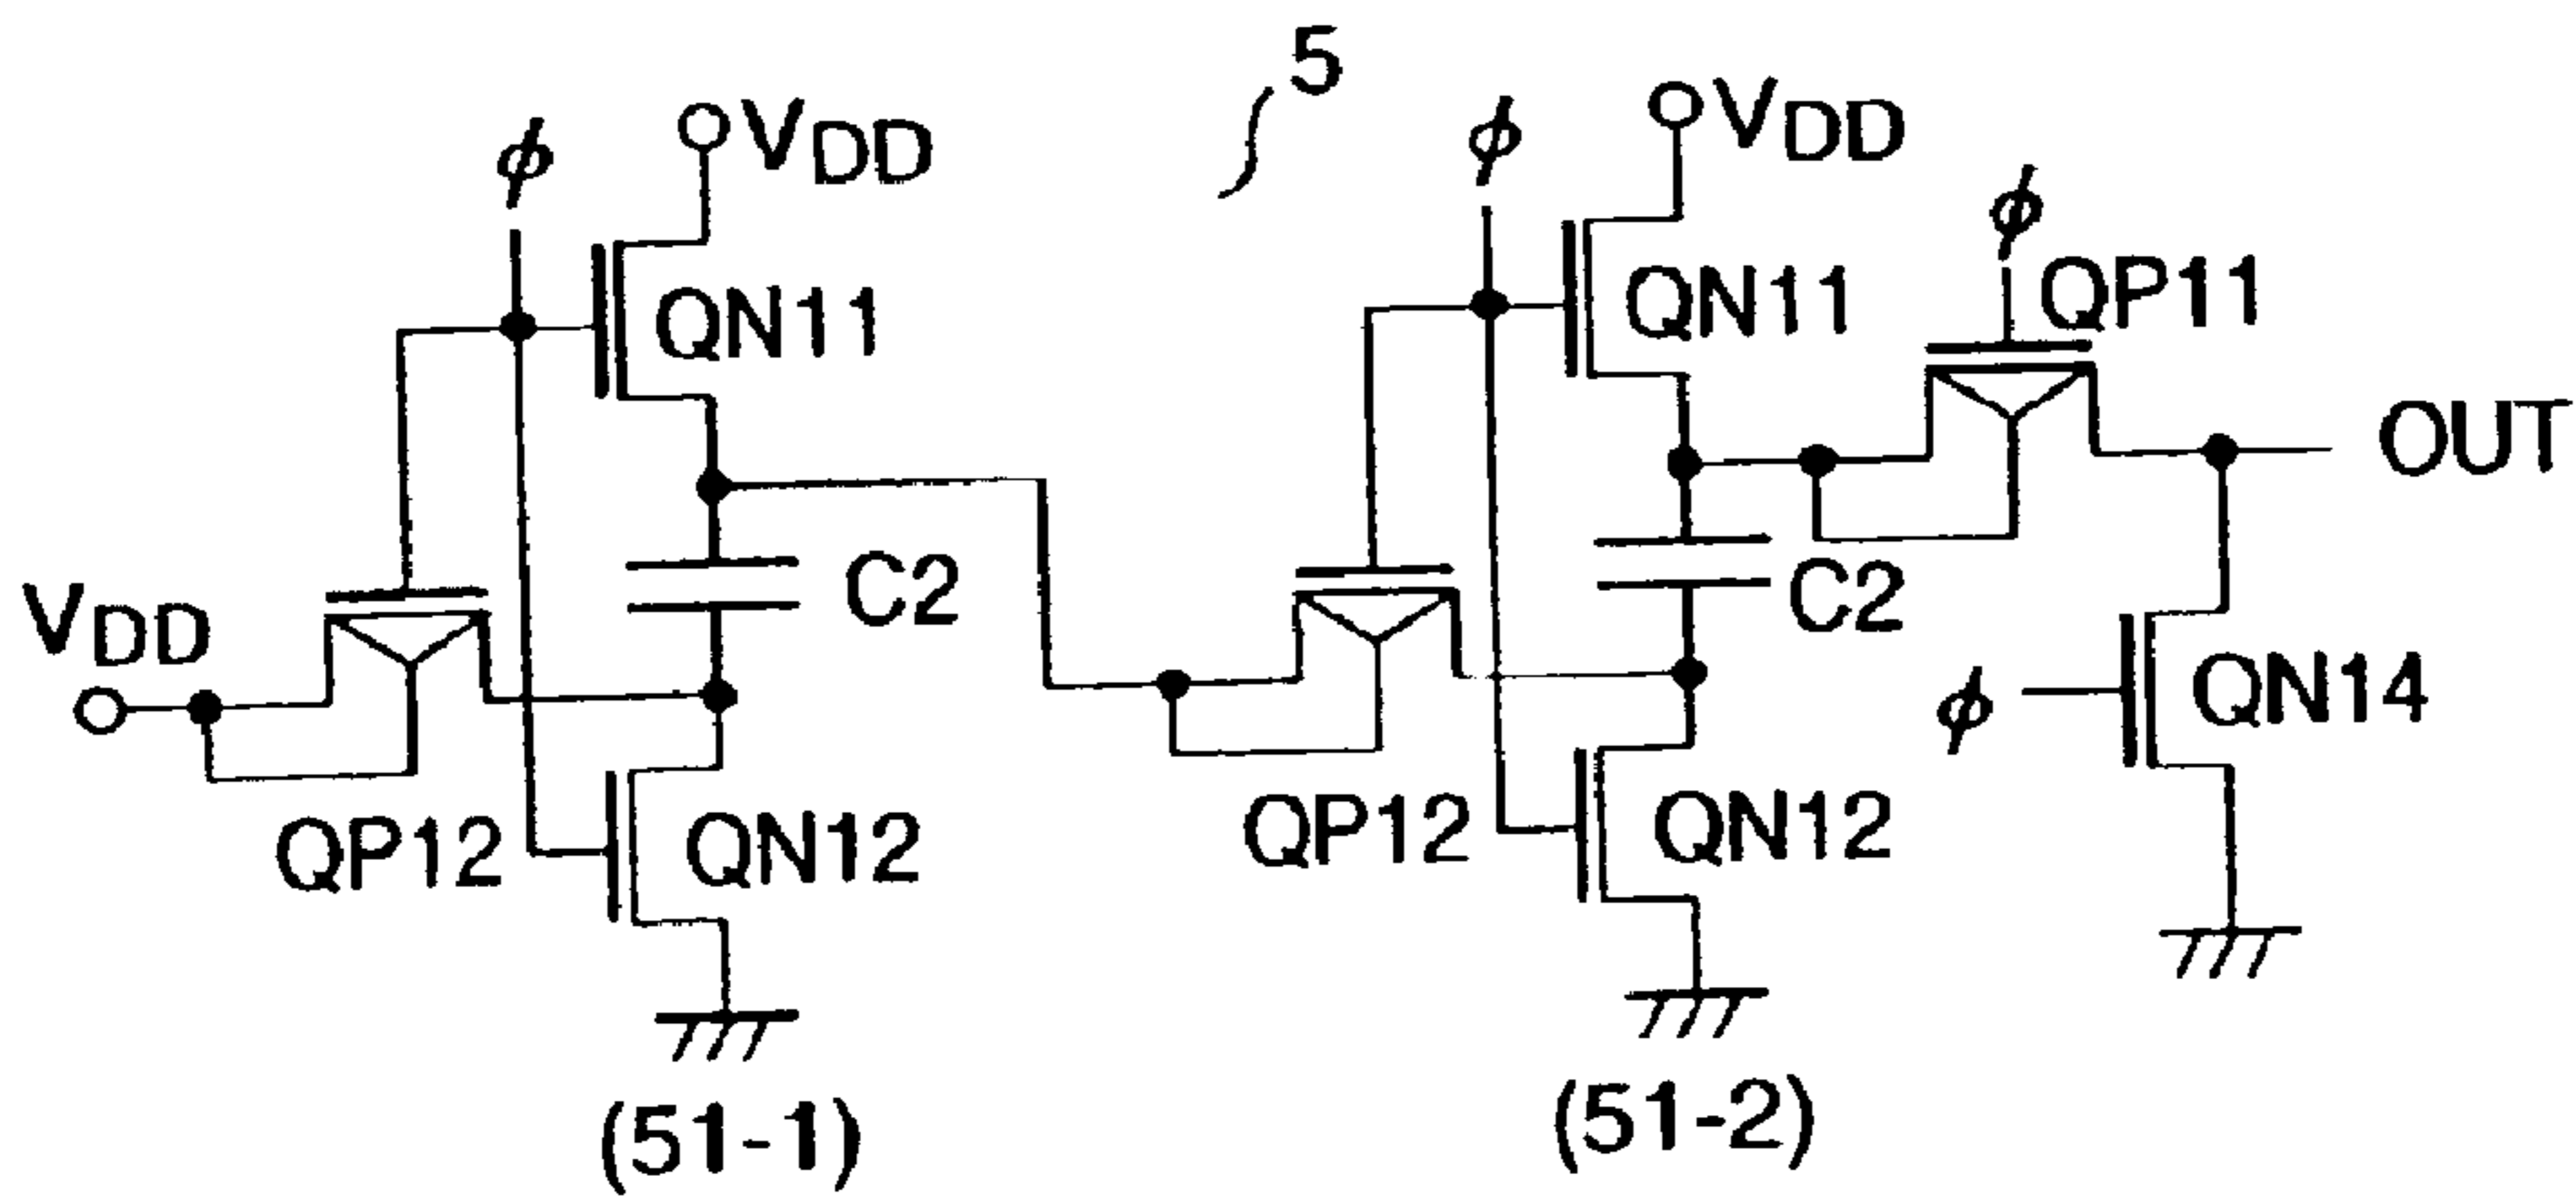 5
ϕ
VDD
ϕ
VDD
ϕ
QN11
QN11
QP11
OUT
C2
C2
VDD
ϕ
QN14
QP12
QN12
QP12
QN12
(51-1)
(51-2)